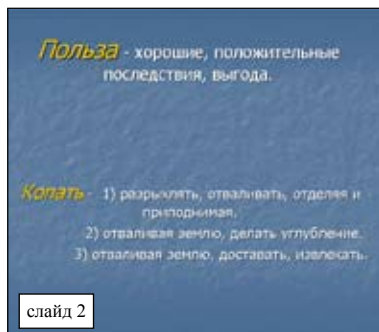 Польза - хорошие, положительные
последствия, выгода.
Копать - 1) разрыхлять, отваливать, отделяя и
приподнимая.
2) отваливая землю, делать углубление.
3) отваливая землю, доставать, извлекать.
слайд 2